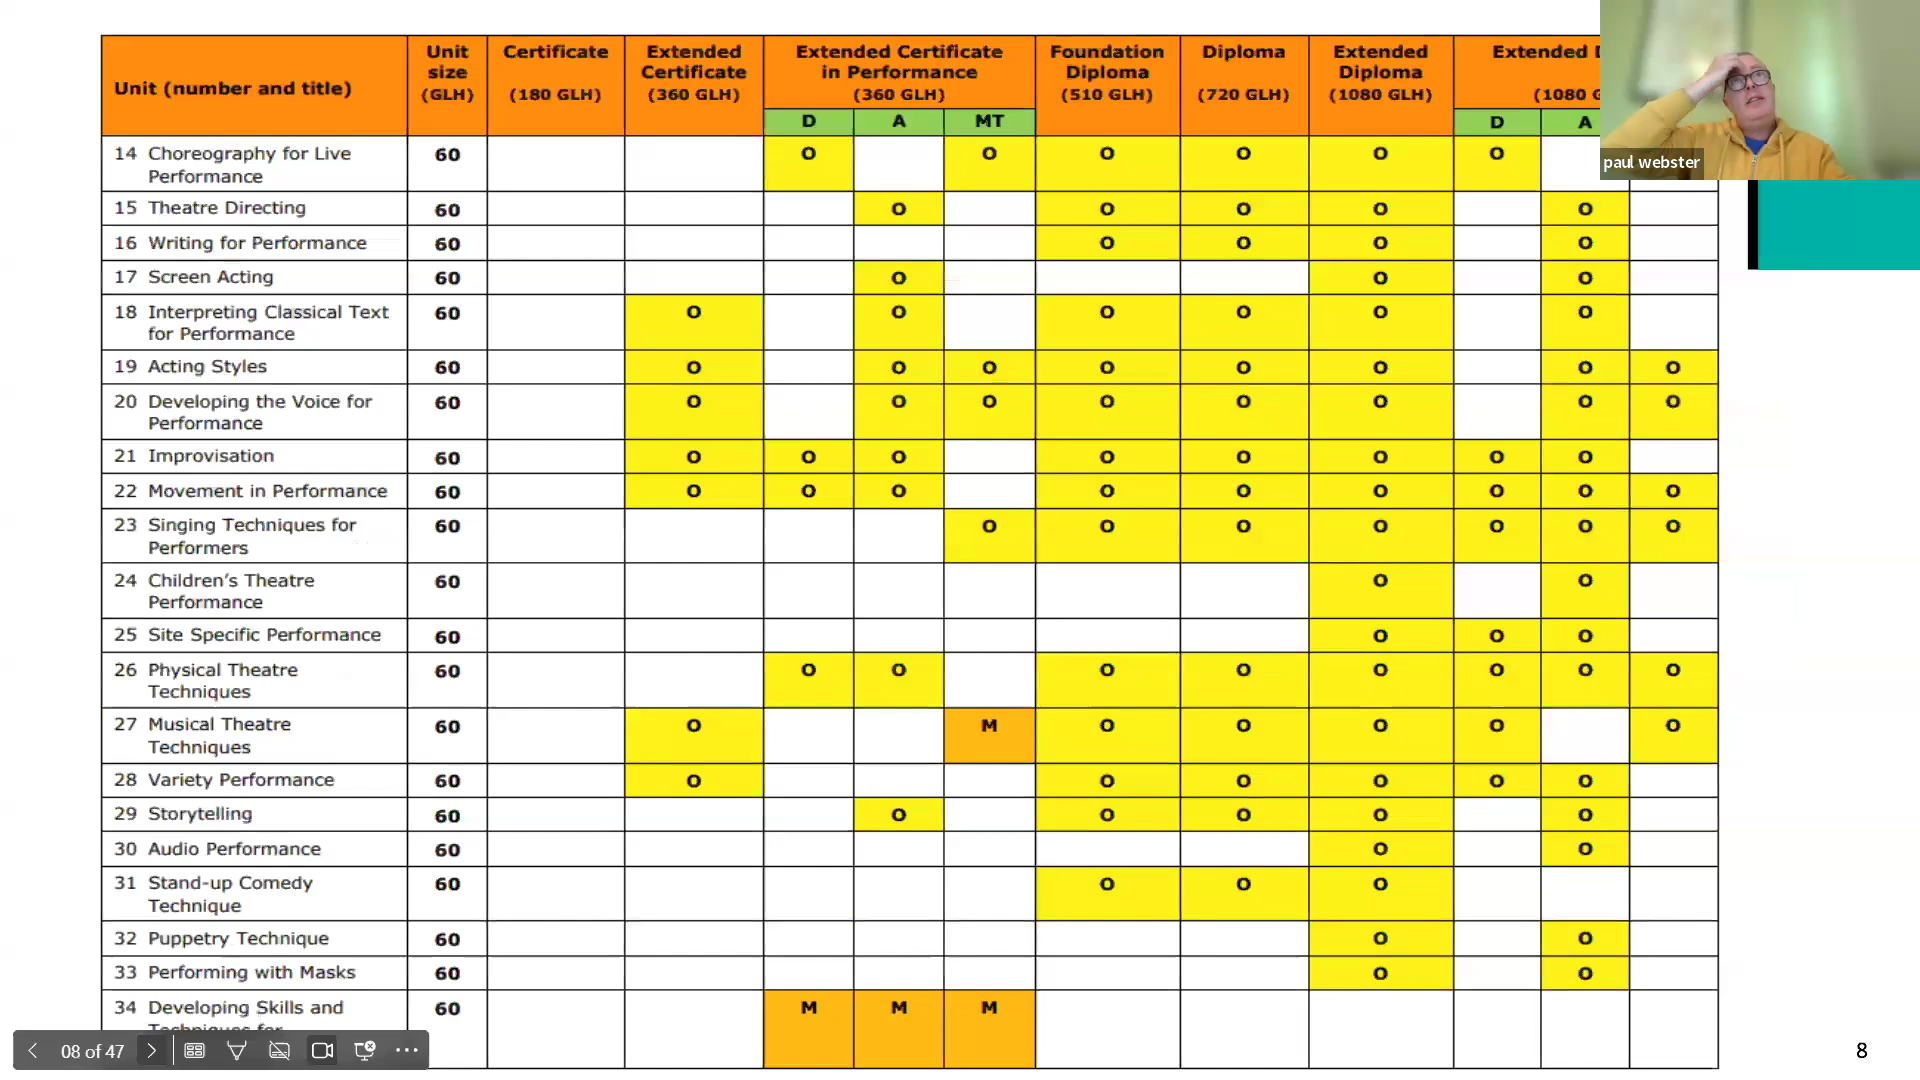 Unit (number and title) Unit size (GLH) Certificate (180 GLH) Extended Certificate (360 GLH) Extended Certificate in Performance (360 GLH) Foundation Diploma (510 GLH) Diploma (720 GLH) Extended Diploma (1080 GLH) Extended (1080
D A MT D A
14 Choreography for Live Performance 60 O O O O O O
15 Theatre Directing 60 O O O O O
16 Writing for Performance 60 O O O O
17 Screen Acting 60 O O O
18 Interpreting Classical Text for Performance 60 O O O O O O
19 Acting Styles 60 O O O O O O O O
20 Developing the Voice for Performance 60 O O O O O O O O
21 Improvisation 60 O O O O O O O O
22 Movement in Performance 60 O O O O O O O O O
23 Singing Techniques for Performers 60 O O O O O O O
24 Children's Theatre Performance 60 O O
25 Site Specific Performance 60 O O O
26 Physical Theatre Techniques 60 O O O O O O O O
27 Musical Theatre Techniques 60 O M O O O O O
28 Variety Performance 60 O O O O O O
29 Storytelling 60 O O O O O
30 Audio Performance 60 O O
31 Stand-up Comedy Technique 60 O O O
32 Puppetry Technique 60 O O
33 Performing with Masks 60 O O
34 Developing Skills and Techniques for 60 M M M
paul webster
08 of 47
8